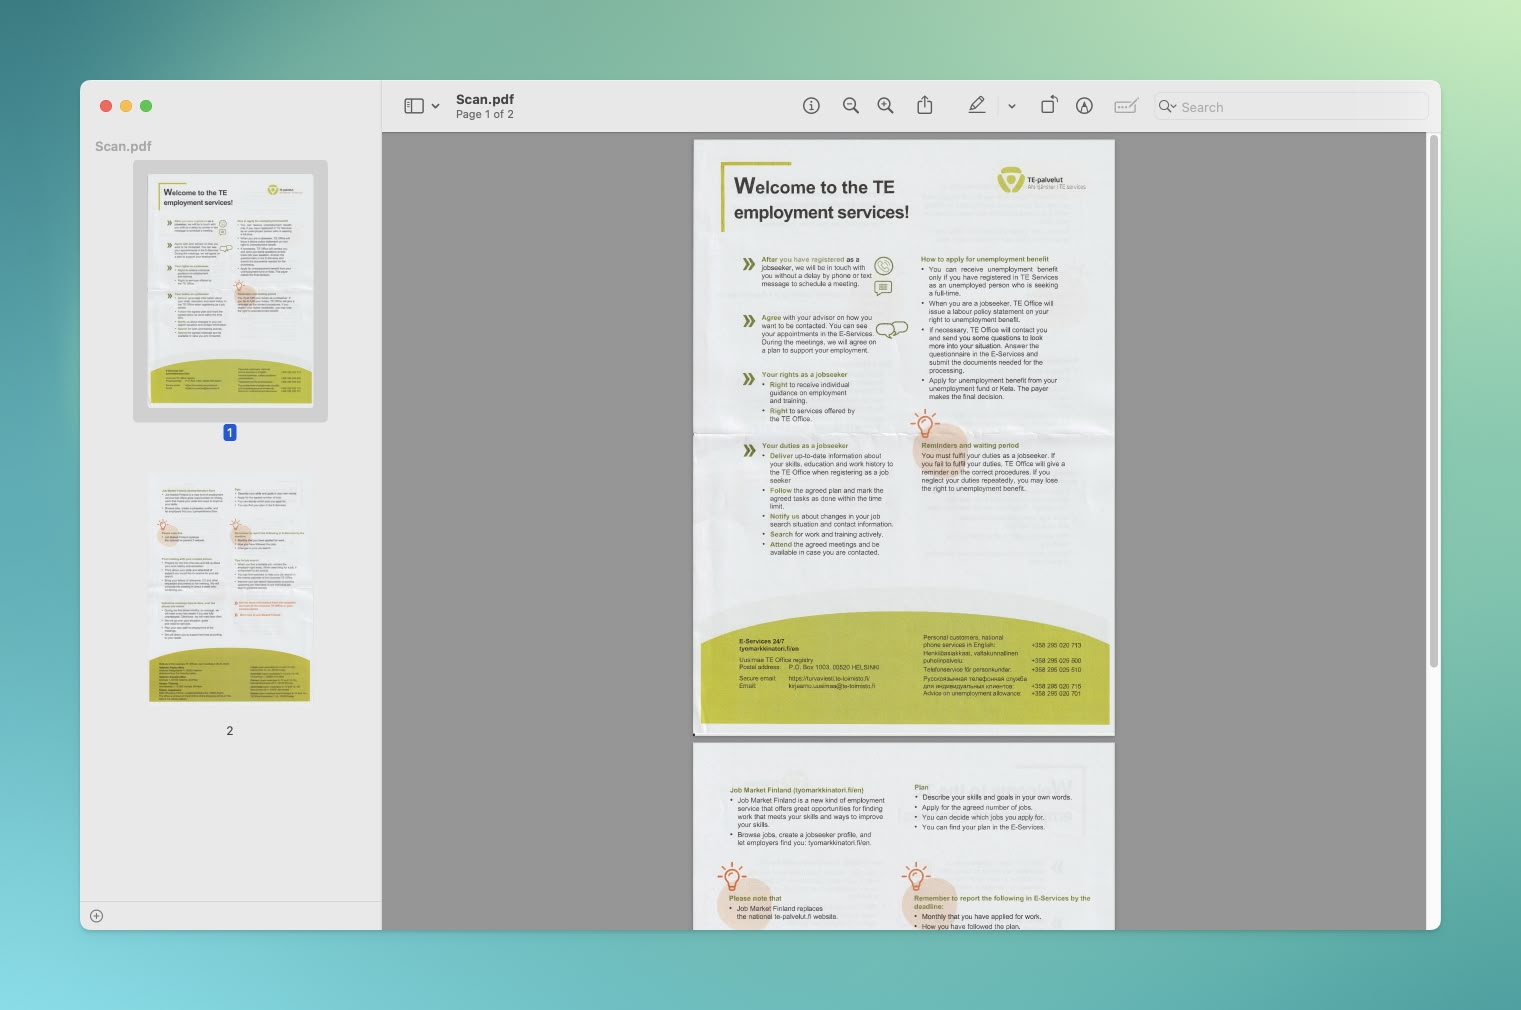 Scan.pdf
Page 1 of 2
Search
Scan.pdf
1
2
Welcome to the TE
employment services!
TE-palvelut
After you have registered as a
jobseeker, we will be in touch with
you without a delay by phone or text
message to schedule a meeting.
Agree with your advisor on how you
want to be contacted. You can see
your appointments in the E-Services.
During the meetings, we will agree on
a plan to support your employment.
Your rights as a jobseeker
• Right to receive individual
guidance on employment
and training.
• Right to services offered by
the TE Office.
Your duties as a jobseeker
• Deliver up-to-date information about
your skills, education and work history to
the TE Office when registering as a job
seeker
• Follow the agreed plan and mark the
agreed tasks as done within the time
limit.
• Notify us about changes in your job
search situation and contact information.
• Search for work and training actively.
• Attend the agreed meetings and be
available in case you are contacted.
How to apply for unemployment benefit
• You can receive unemployment benefit
only if you have registered in TE Services
as an unemployed person who is seeking
a full-time.
• When you are a jobseeker, TE Office will
issue a labour policy statement on your
right to unemployment benefit.
• If necessary, TE Office will contact you
and send you some questions to look
more into your situation. Answer the
questionnaire in the E-Services and
submit the documents needed for the
processing.
• Apply for unemployment benefit from your
unemployment fund or Kela. The payer
makes the final decision.
Reminders and waiting period
You must fulfil your duties as a jobseeker. If
you fail to fulfil your duties, TE Office will give a
reminder on the correct procedures. If you
neglect your duties repeatedly, you may lose
the right to unemployment benefit.
E-Services 24/7
tyomarkkinatori.fi/en
Uusimaa TE Office registry
Postal address: P.O. Box 1003, 00520 HELSINKI
Secure email: https://turvaviesti.te-toimisto.fi/
Email: kirjaamo.uusimaa@te-toimisto.fi
Personal customers, national
phone services in English: +358 295 020 713
Henkilöasiakkaat, valtakunnallinen
puhelinpalvelu: +358 295 025 500
Telefonservice för personkunder: +358 295 025 510
Русскоязычная телефонная служба
для индивидуальных клиентов: +358 295 020 715
Advice on unemployment allowance: +358 295 020 701
Job Market Finland (tyomarkkinatori.fi/en)
• Job Market Finland is a new kind of employment
service that offers great opportunities for finding
work that meets your skills and ways to improve
your skills.
• Browse jobs, create a jobseeker profile, and
let employers find you: tyomarkkinatori.fi/en.
Plan
• Describe your skills and goals in your own words.
• Apply for the agreed number of jobs.
• You can decide which jobs you apply for.
• You can find your plan in the E-Services.
Please note that
• Job Market Finland replaces
the national te-palvelut.fi website.
Remember to report the following in E-Services by the
deadline:
• Monthly that you have applied for work.
• How you have followed the plan.